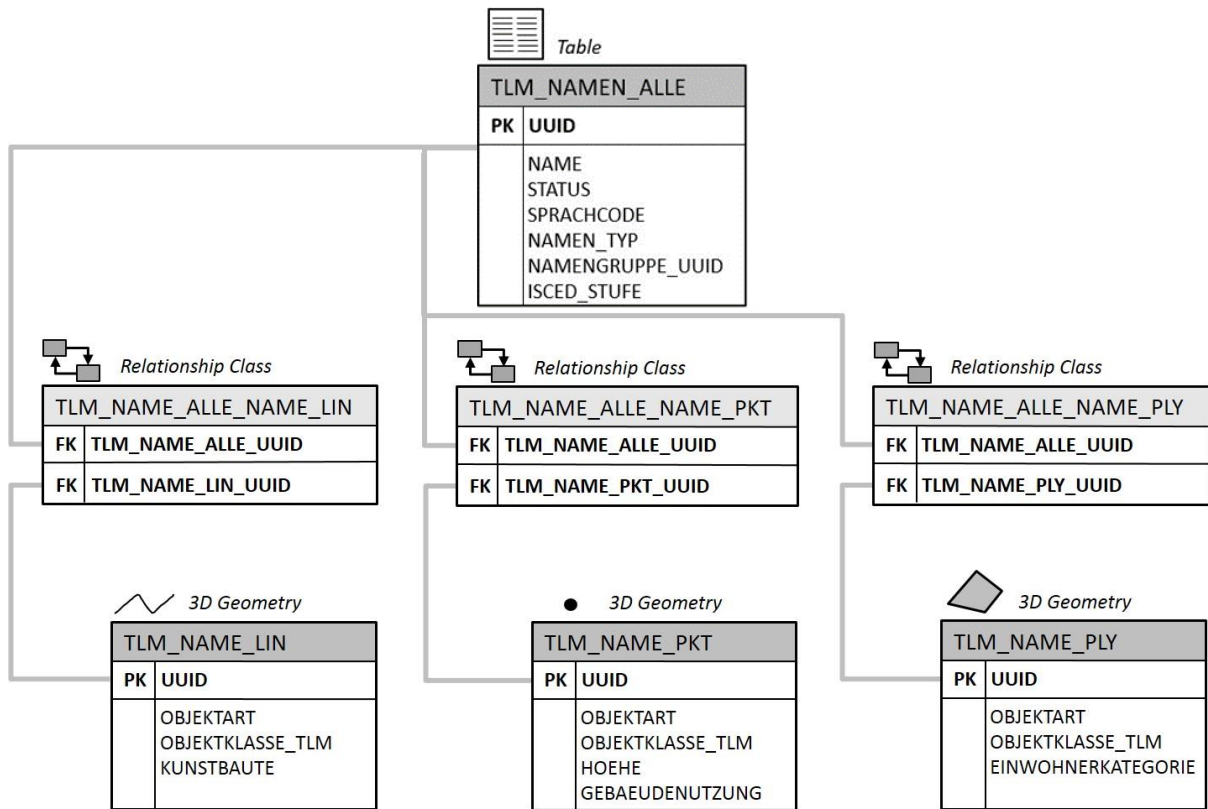 Table
TLM_NAMEN_ALLE
PK UUID
NAME
STATUS
SPRACHCODE
NAMEN_TYP
NAMENGRUPPE_UUID
ISCED_STUFE
Relationship Class
TLM_NAME_ALLE_NAME_LIN
FK TLM_NAME_ALLE_UUID
FK TLM_NAME_LIN_UUID
Relationship Class
TLM_NAME_ALLE_NAME_PKT
FK TLM_NAME_ALLE_UUID
FK TLM_NAME_PKT_UUID
Relationship Class
TLM_NAME_ALLE_NAME_PLY
FK TLM_NAME_ALLE_UUID
FK TLM_NAME_PLY_UUID
3D Geometry
TLM_NAME_LIN
PK UUID
OBJEKTART
OBJEKTKLASSE_TLM
KUNSTBAUTE
3D Geometry
TLM_NAME_PKT
PK UUID
OBJEKTART
OBJEKTKLASSE_TLM
HOEHE
GEBAEUDENUTZUNG
3D Geometry
TLM_NAME_PLY
PK UUID
OBJEKTART
OBJEKTKLASSE_TLM
EINWOHNERKATEGORIE